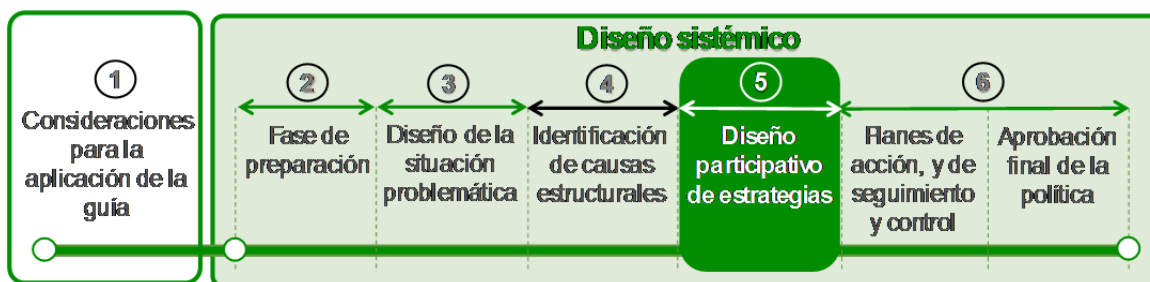 Diseño sistémico
1
Consideraciones
para la
aplicación de la
guía
2
Fase de
preparación
3
Diseño de la
situación
problemática
4
Identificación
de causas
estructurales
5
Diseño
participativo
de estrategias
6
Planes de
acción, y de
seguimiento
y control
Aprobación
final de la
política